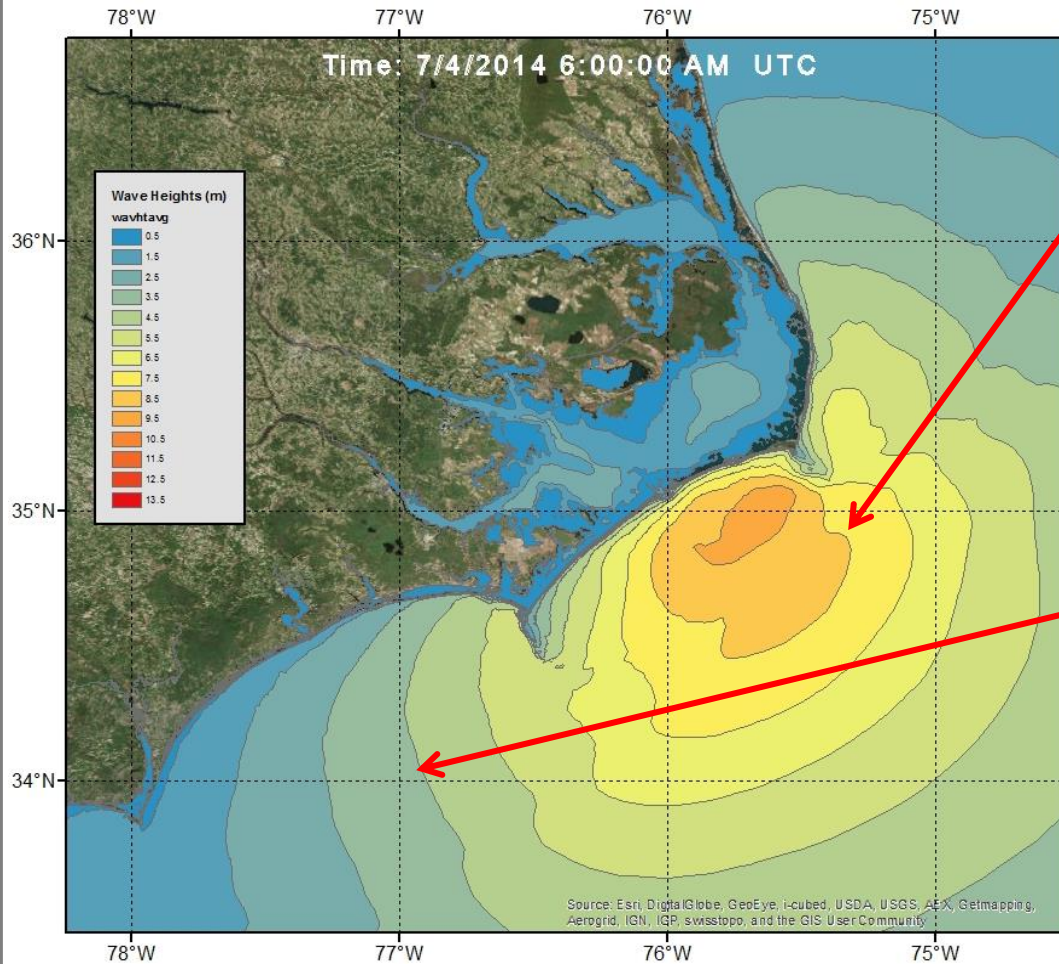 78°W 77°W 76°W 75°W
Time: 7/4/2014 6:00:00 AM UTC
Wave Heights (m)
wavhtavg
0.5
1.5
2.5
3.5
4.5
5.5
6.5
7.5
8.5
9.5
10.5
11.5
12.5
13.5
36°N
35°N
34°N
Source: Esri, DigitalGlobe, GeoEye, i-cubed, USDA, USGS, AEX, Getmapping,
Aerogrid, IGN, IGP, swisstopo, and the GIS User Community
78°W 77°W 76°W 75°W